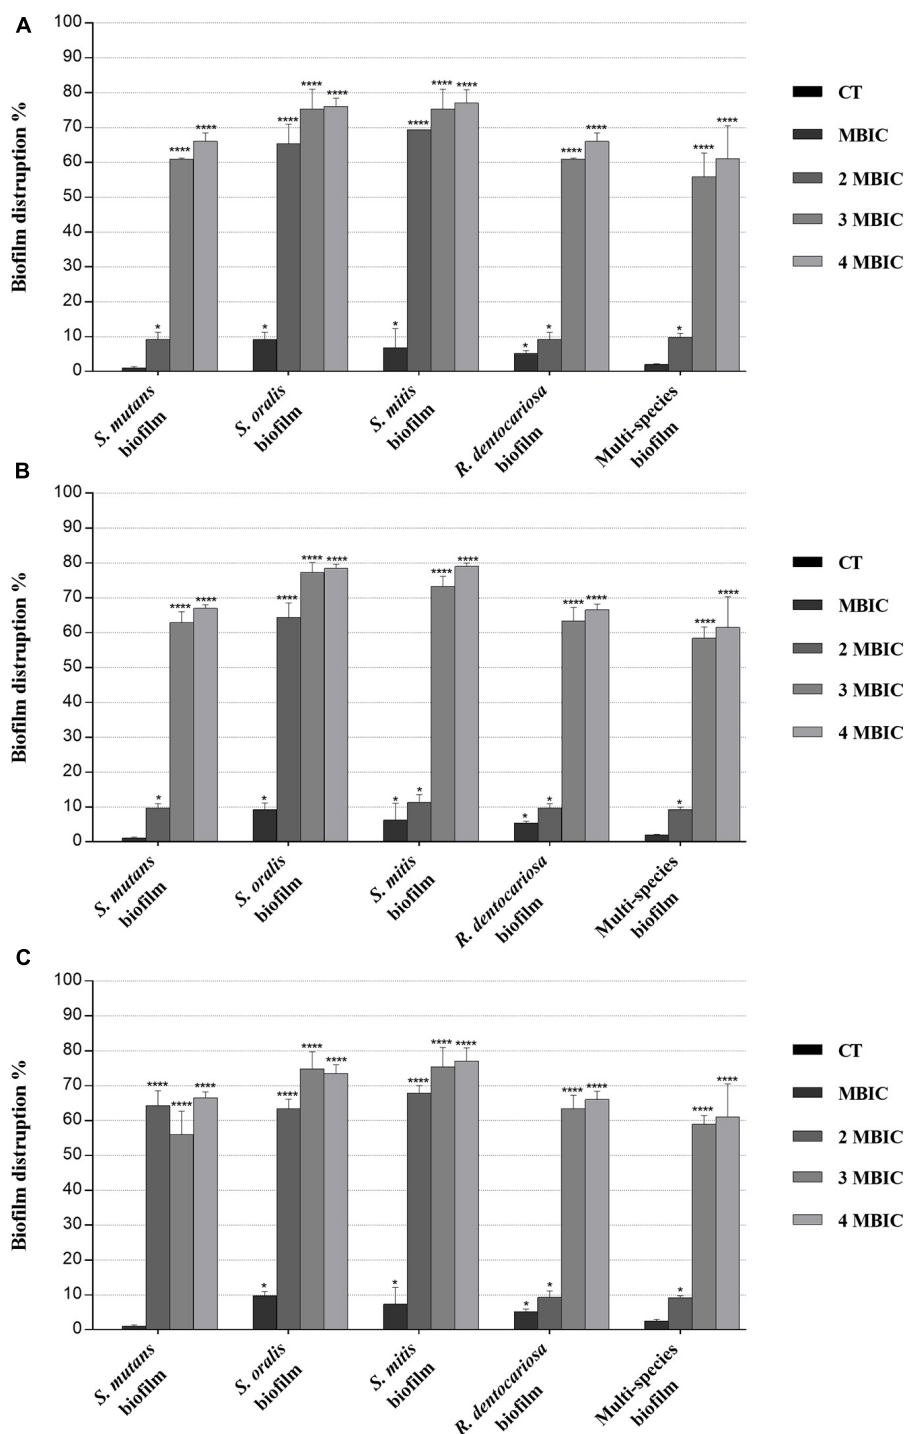 A
100
90
80
70
60
50
40
30
20
10
0
Biofilm distruption %
**** **** **** **** **** **** **** **** **** **** **** ****
* * * * * *
S. mutans
biofilm
S. oralis
biofilm
S. mitis
biofilm
R. dentocariosa
biofilm
Multi-species
biofilm
CT
MBIC
2 MBIC
3 MBIC
4 MBIC
B
100
90
80
70
60
50
40
30
20
10
0
Biofilm distruption %
**** **** **** **** **** **** **** **** **** **** ****
* * * * * * *
S. mutans
biofilm
S. oralis
biofilm
S. mitis
biofilm
R. dentocariosa
biofilm
Multi-species
biofilm
CT
MBIC
2 MBIC
3 MBIC
4 MBIC
C
100
90
80
70
60
50
40
30
20
10
0
Biofilm distruption %
**** **** **** **** **** **** **** **** **** **** **** **** ****
* * * * *
S. mutans
biofilm
S. oralis
biofilm
S. mitis
biofilm
R. dentocariosa
biofilm
Multi-species
biofilm
CT
MBIC
2 MBIC
3 MBIC
4 MBIC